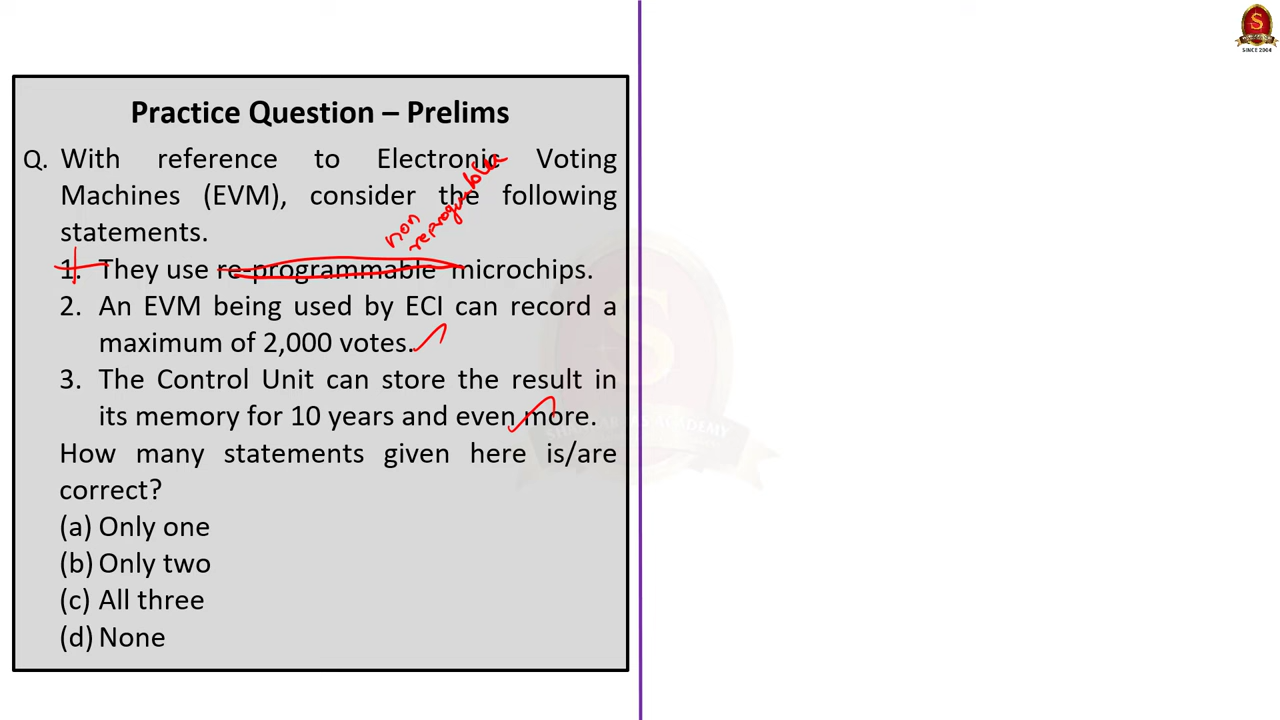 S
SINCE 2004
Practice Question – Prelims
Q. With reference to Electronic Voting
Machines (EVM), consider the following
statements.
non
reprogramable
1. They use re-programmable microchips.
2. An EVM being used by ECI can record a
maximum of 2,000 votes.
3. The Control Unit can store the result in
its memory for 10 years and even more.
How many statements given here is/are
correct?
(a) Only one
(b) Only two
(c) All three
(d) None